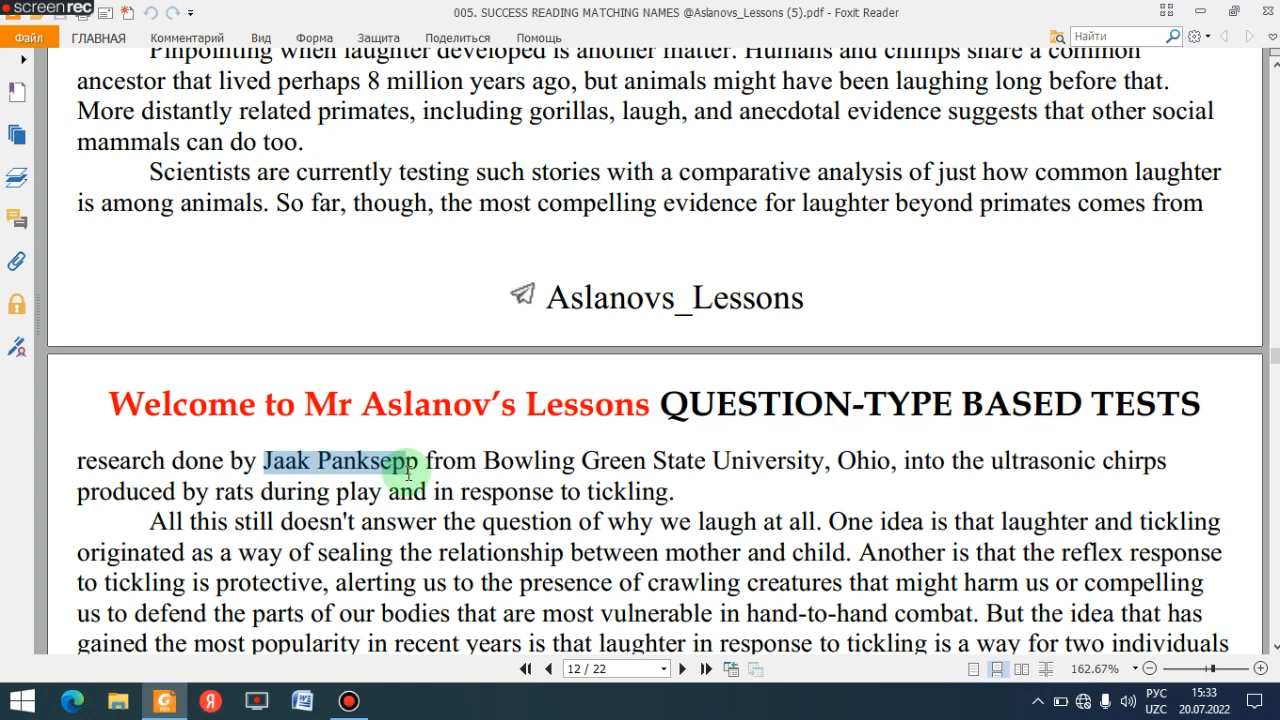 screenrec
005. SUCCESS READING MATCHING NAMES @Aslanovs_Lessons (5).pdf - Foxit Reader
Файл ГЛАВНАЯ Комментарий Вид Форма Защита Поделиться Помощь Найти
Pinpointing when laughter developed is another matter. Humans and chimps share a common
ancestor that lived perhaps 8 million years ago, but animals might have been laughing long before that.
More distantly related primates, including gorillas, laugh, and anecdotal evidence suggests that other social
mammals can do too.
Scientists are currently testing such stories with a comparative analysis of just how common laughter
is among animals. So far, though, the most compelling evidence for laughter beyond primates comes from
Aslanovs_Lessons
Welcome to Mr Aslanov’s Lessons QUESTION-TYPE BASED TESTS
research done by Jaak Panksepp from Bowling Green State University, Ohio, into the ultrasonic chirps
produced by rats during play and in response to tickling.
All this still doesn't answer the question of why we laugh at all. One idea is that laughter and tickling
originated as a way of sealing the relationship between mother and child. Another is that the reflex response
to tickling is protective, alerting us to the presence of crawling creatures that might harm us or compelling
us to defend the parts of our bodies that are most vulnerable in hand-to-hand combat. But the idea that has
gained the most popularity in recent years is that laughter in response to tickling is a way for two individuals
12 / 22 162.67%
РУС 15:33
UZC 20.07.2022